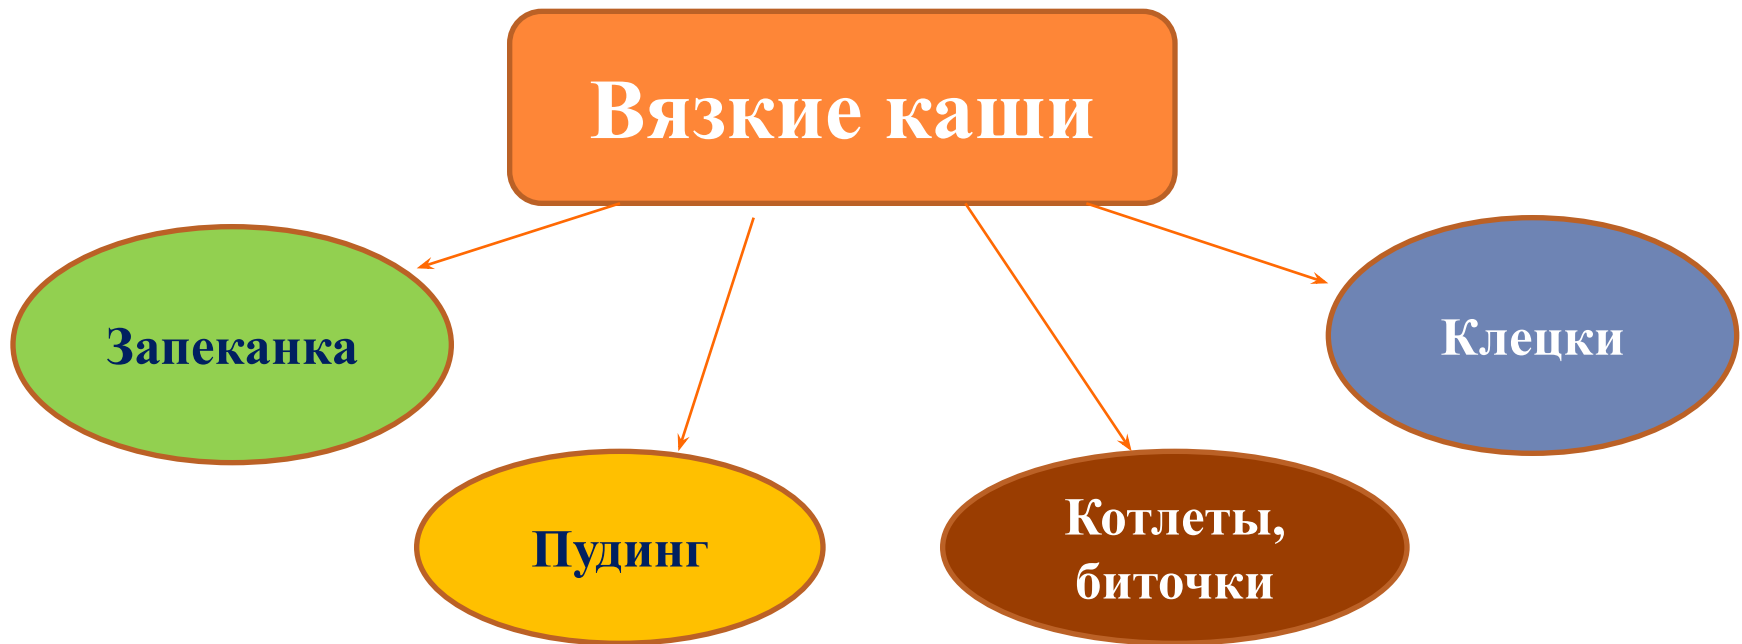 Вязкие каши
Запеканка
Клецки
Пудинг
Котлеты,
биточки